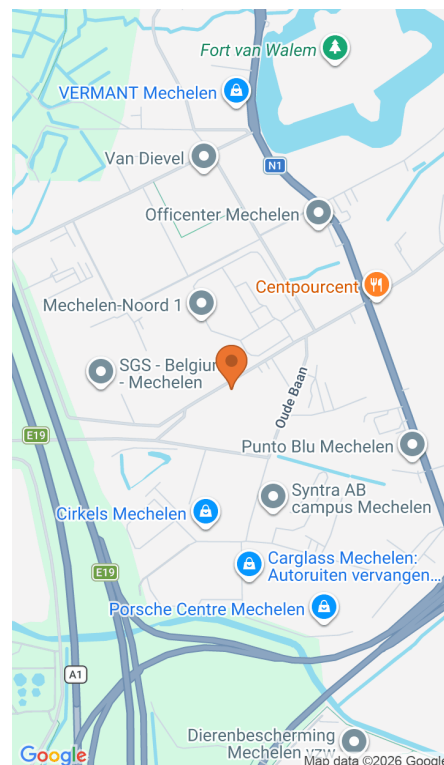 Fort van Walem
VERMANT Mechelen
Van Dievel
N1
Officenter Mechelen
Centpourcent
Mechelen-Noord 1
SGS - Belgiu
- Mechelen
Oude Baan
E19
Punto Blu Mechelen
Syntra AB
campus Mechelen
Cirkels Mechelen
Carglass Mechelen:
Autoruiten vervangen...
E19
Porsche Centre Mechelen
A1
Dierenbescherming
Mechelen vzw
Google
Map data ©2026 Google